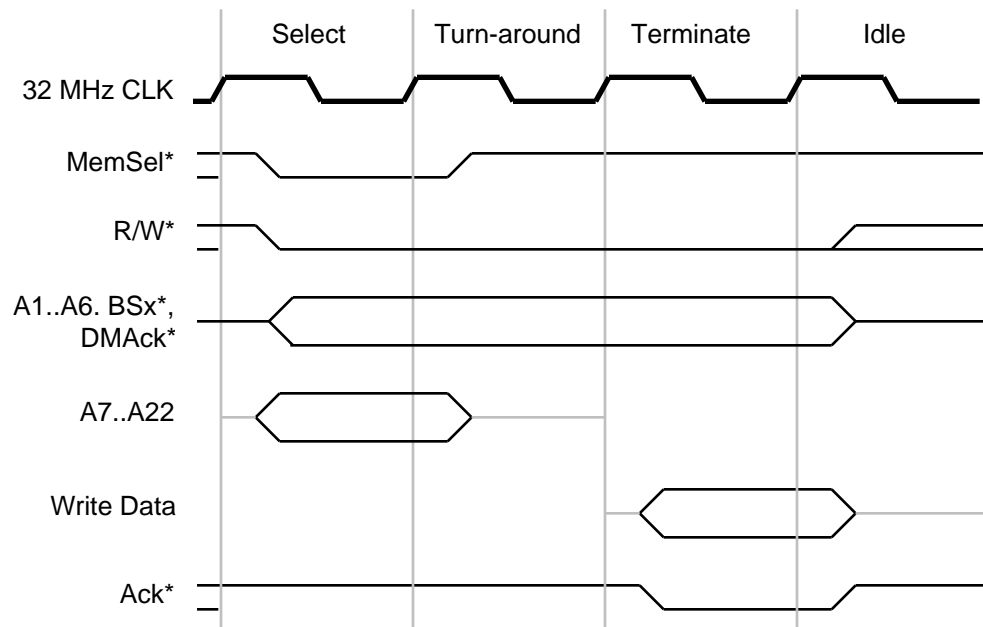 Select Turn-around Terminate Idle
32 MHz CLK
MemSel*
R/W*
A1..A6. BSx*,
DMAck*
A7..A22
Write Data
Ack*